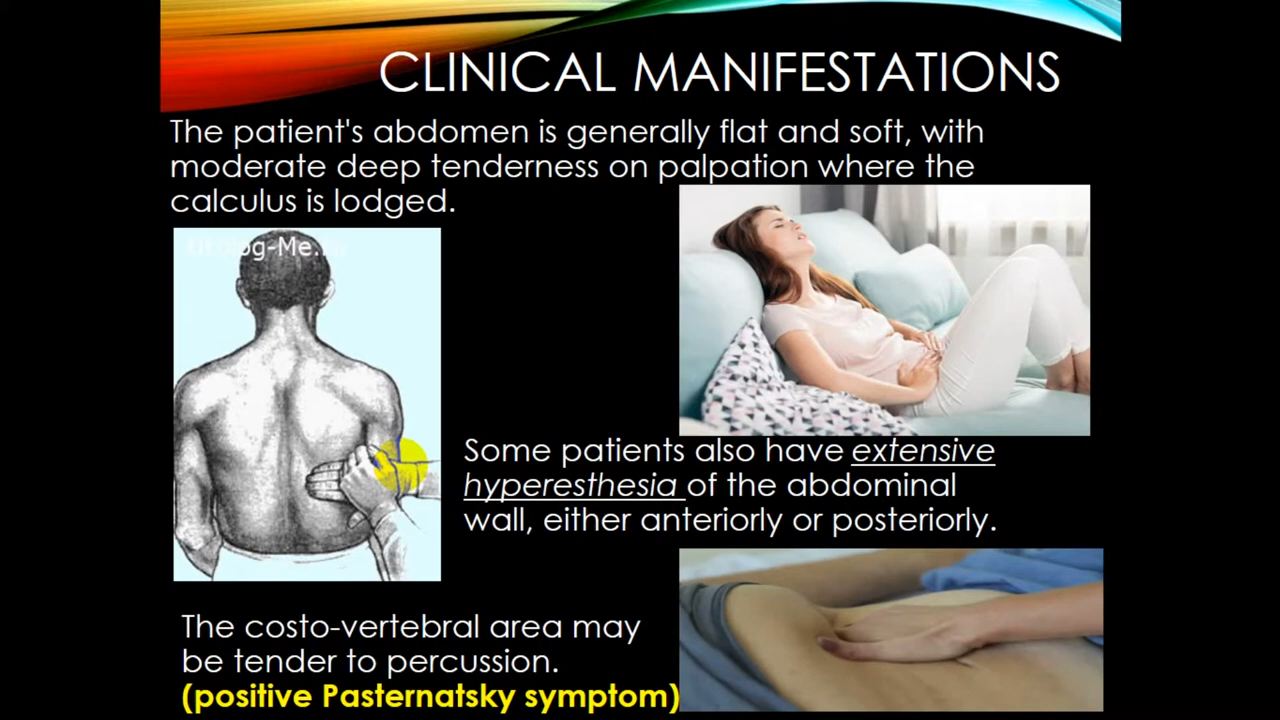 CLINICAL MANIFESTATIONS
The patient's abdomen is generally flat and soft, with
moderate deep tenderness on palpation where the
calculus is lodged.
Some patients also have extensive
hyperesthesia of the abdominal
wall, either anteriorly or posteriorly.
The costo-vertebral area may
be tender to percussion.
(positive Pasternatsky symptom)